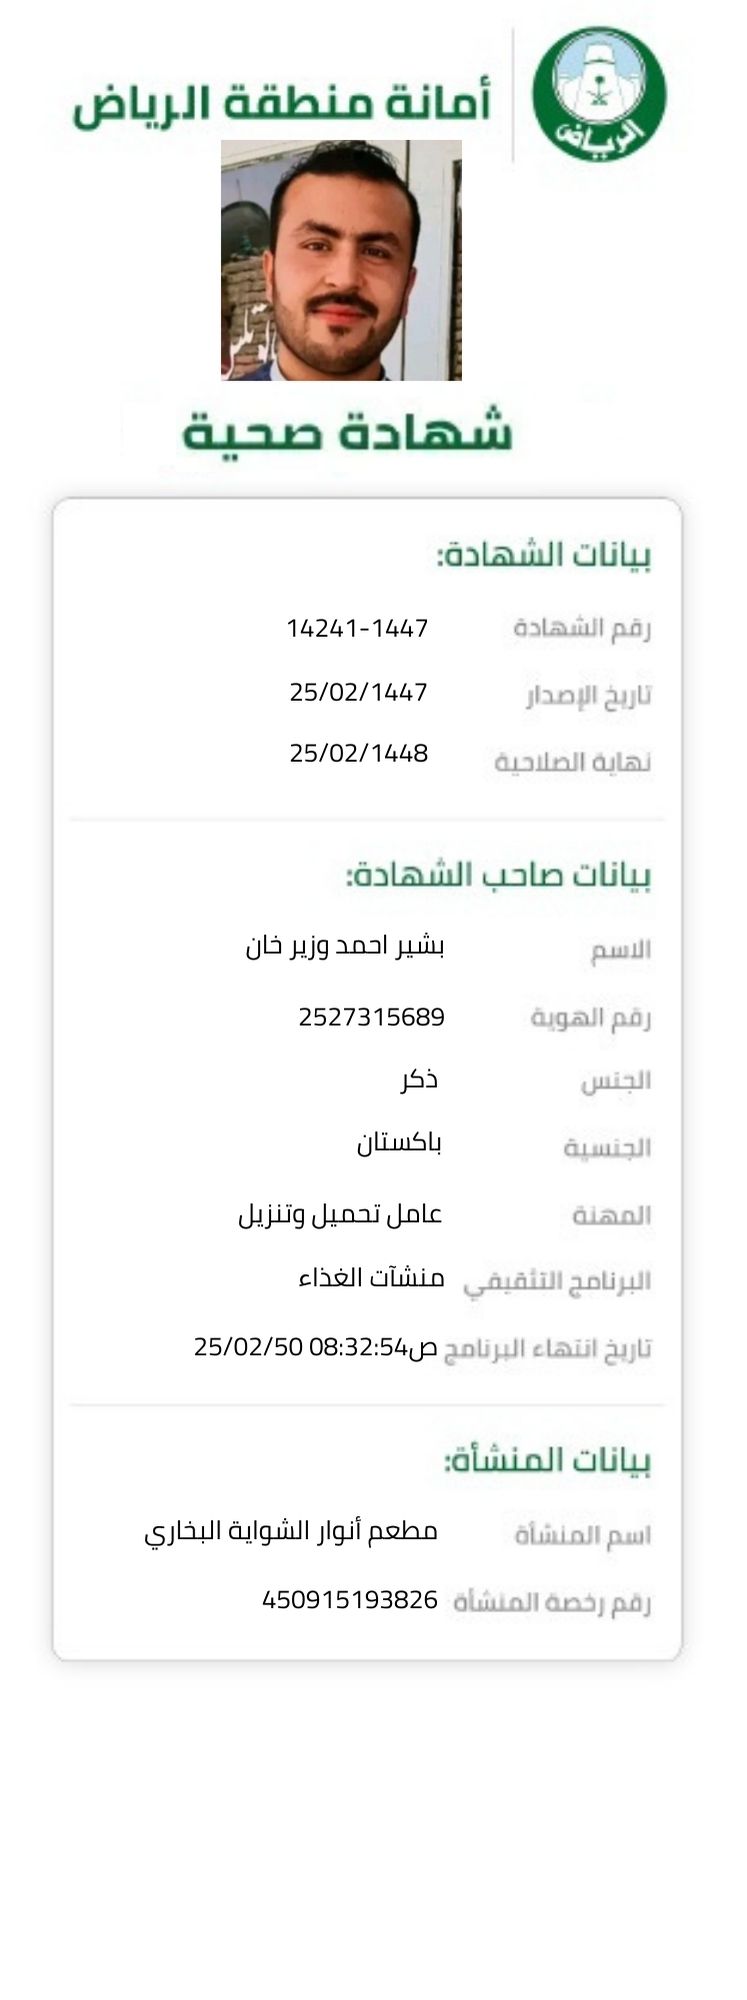 أمانة منطقة الرياض
الرياض
شهادة صحية
بيانات الشهادة:
رقم الشهادة 14241-1447
تاريخ الإصدار 25/02/1447
نهاية الصلاحية 25/02/1448
بيانات صاحب الشهادة:
الاسم بشير احمد وزير خان
رقم الهوية 2527315689
الجنس ذكر
الجنسية باكستان
المهنة عامل تحميل وتنزيل
البرنامج التثقيفي منشآت الغذاء
تاريخ انتهاء البرنامج ص08:32:54 25/02/50
بيانات المنشأة:
اسم المنشأة مطعم أنوار الشواية البخاري
رقم رخصة المنشأة 450915193826